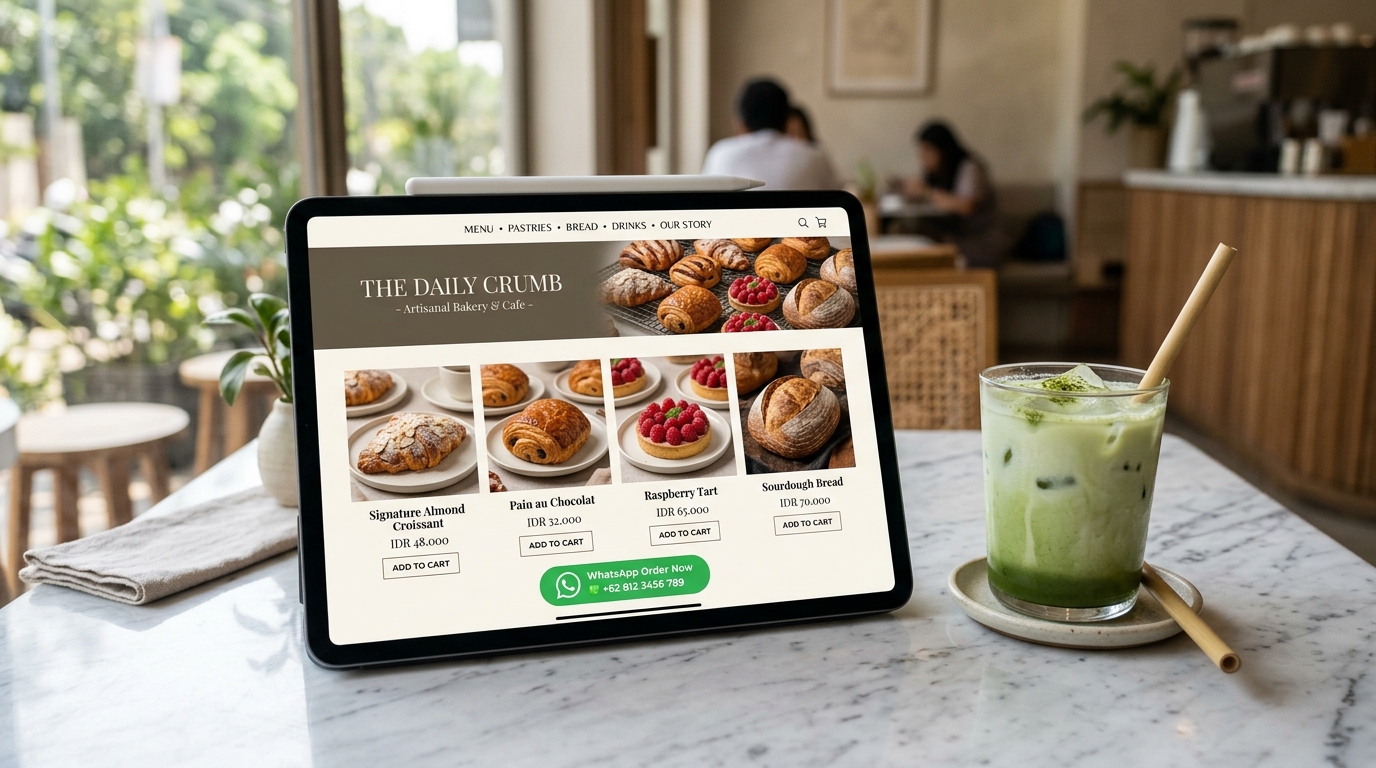 MENU • PASTRIES • BREAD • DRINKS • OUR STORY
THE DAILY CRUMB
- Artisanal Bakery & Cafe -
Signature Almond
Croissant
IDR 48.000
ADD TO CART
Pain au Chocolat
IDR 32.000
ADD TO CART
Raspberry Tart
IDR 65.000
ADD TO CART
Sourdough Bread
IDR 70.000
ADD TO CART
WhatsApp Order Now
+62 812 3456 789